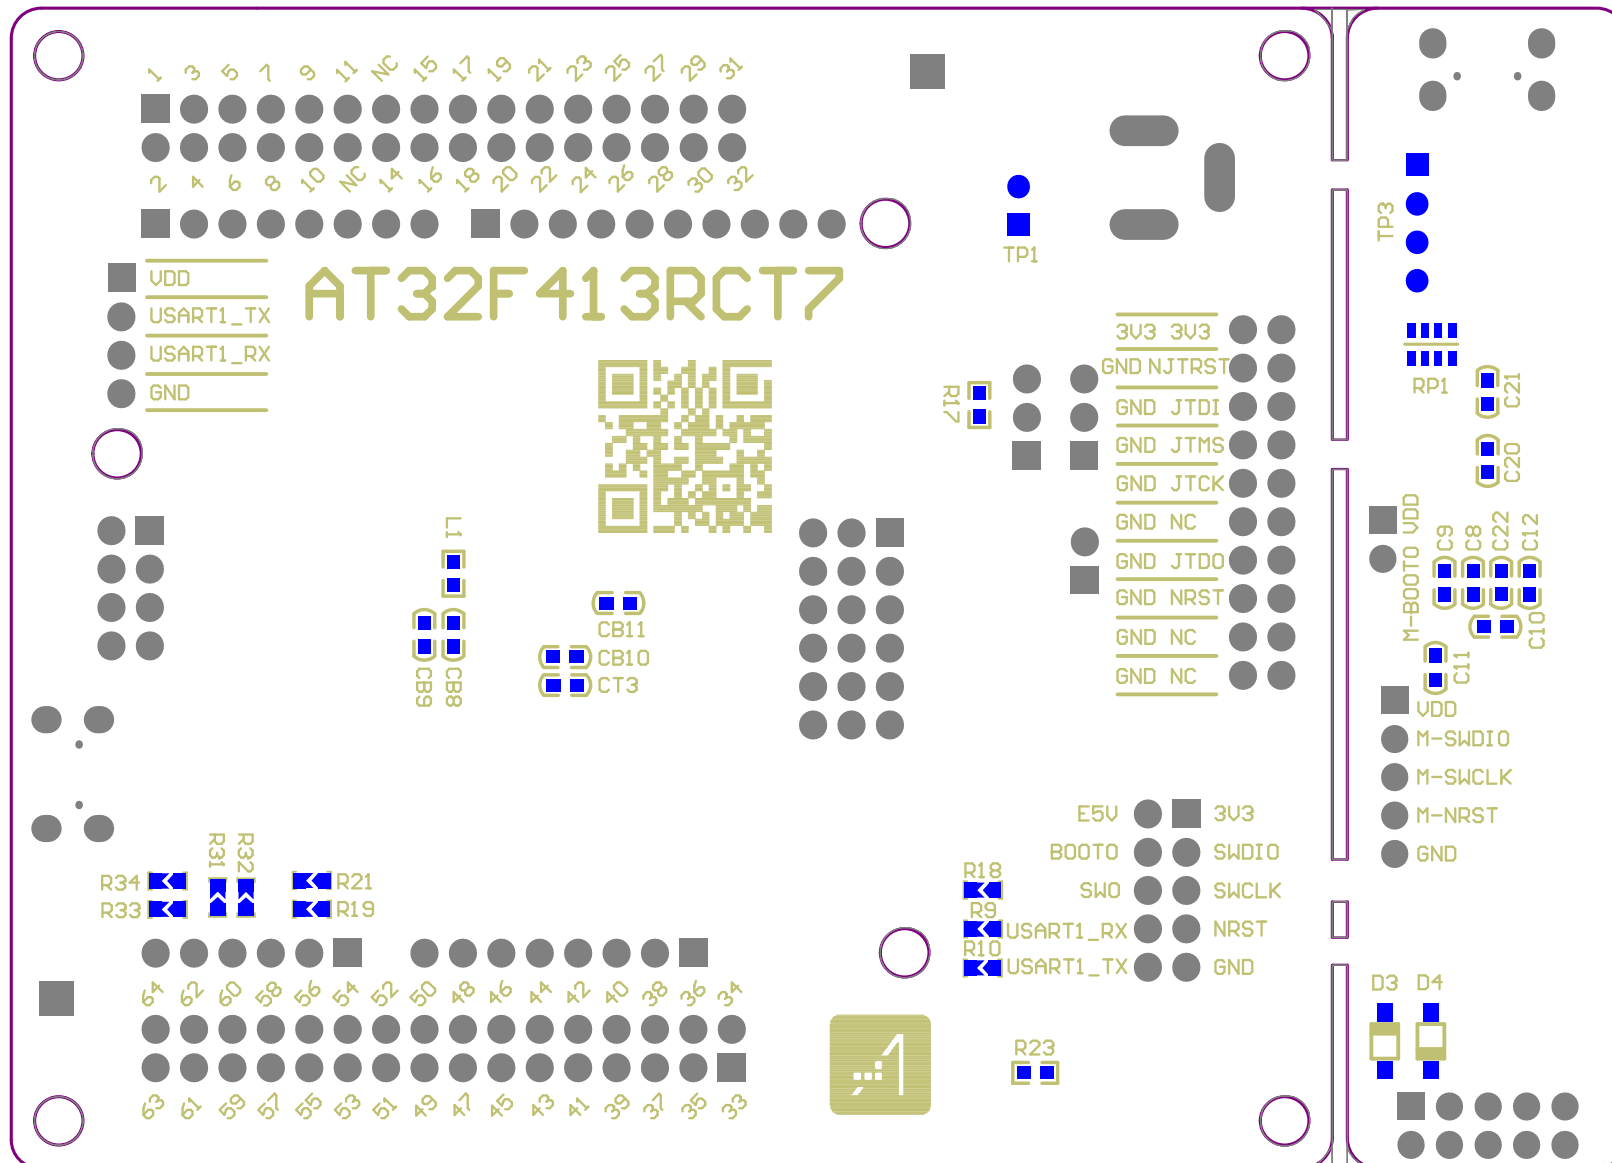 1 3 5 7 9 11 NC 15 17 19 21 23 25 27 29 31
2 4 6 8 10 NC 14 16 18 20 22 24 26 28 30 32
TP1
TP3
VDD
USART1_TX
USART1_RX
GND
AT32F413RCT7
3V3 3V3
GND NJTRST
GND JTDI
GND JTMS
GND JTCK
GND NC
GND JTDO
GND NRST
GND NC
GND NC
R17
RP1
C21
C20
M-BOOT0 VDD
C9
C8
C22
C12
C10
C11
L1
CB11
CB10
CT3
CB9
CB8
VDD
M-SWDIO
M-SWCLK
M-NRST
GND
E5V 3V3
BOOT0 SWDIO
SWO SWCLK
USART1_RX NRST
USART1_TX GND
R18
R9
R10
R31
R32
R34
R33
R21
R19
64 62 60 58 56 54 52 50 48 46 44 42 40 38 36 34
63 61 59 57 55 53 51 49 47 45 43 41 39 37 35 33
R23
D3 D4